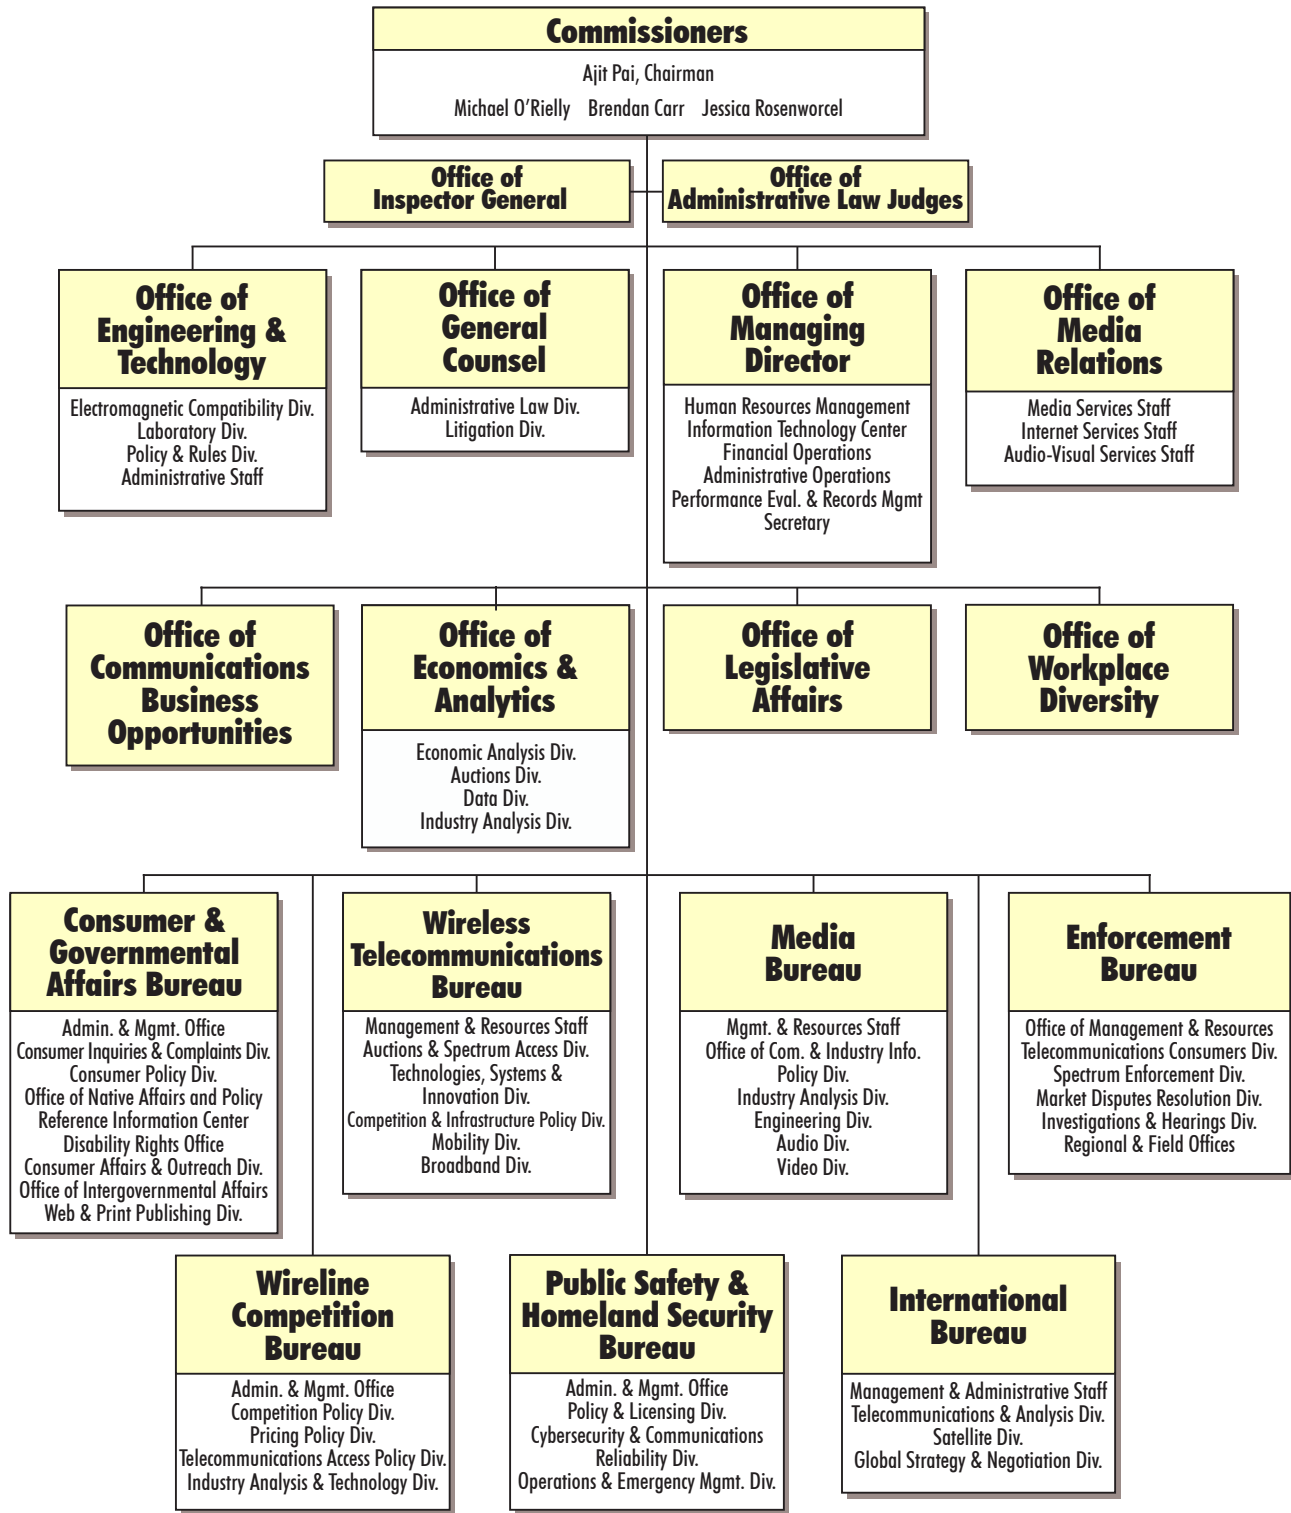 Commissioners
Ajit Pai, Chairman
Michael O'Rielly Brendan Carr Jessica Rosenworcel
Office of
Inspector General
Office of
Administrative Law Judges
Office of
Engineering &
Technology
Electromagnetic Compatibility Div.
Laboratory Div.
Policy & Rules Div.
Administrative Staff
Office of
General
Counsel
Administrative Law Div.
Litigation Div.
Office of
Managing
Director
Human Resources Management
Information Technology Center
Financial Operations
Administrative Operations
Performance Eval. & Records Mgmt
Secretary
Office of
Media
Relations
Media Services Staff
Internet Services Staff
Audio-Visual Services Staff
Office of
Communications
Business
Opportunities
Office of
Economics &
Analytics
Economic Analysis Div.
Auctions Div.
Data Div.
Industry Analysis Div.
Office of
Legislative
Affairs
Office of
Workplace
Diversity
Consumer &
Governmental
Affairs Bureau
Admin. & Mgmt. Office
Consumer Inquiries & Complaints Div.
Consumer Policy Div.
Office of Native Affairs and Policy
Reference Information Center
Disability Rights Office
Consumer Affairs & Outreach Div.
Office of Intergovernmental Affairs
Web & Print Publishing Div.
Wireless
Telecommunications
Bureau
Management & Resources Staff
Auctions & Spectrum Access Div.
Technologies, Systems &
Innovation Div.
Competition & Infrastructure Policy Div.
Mobility Div.
Broadband Div.
Media
Bureau
Mgmt. & Resources Staff
Office of Com. & Industry Info.
Policy Div.
Industry Analysis Div.
Engineering Div.
Audio Div.
Video Div.
Enforcement
Bureau
Office of Management & Resources
Telecommunications Consumers Div.
Spectrum Enforcement Div.
Market Disputes Resolution Div.
Investigations & Hearings Div.
Regional & Field Offices
Wireline
Competition
Bureau
Admin. & Mgmt. Office
Competition Policy Div.
Pricing Policy Div.
Telecommunications Access Policy Div.
Industry Analysis & Technology Div.
Public Safety &
Homeland Security
Bureau
Admin. & Mgmt. Office
Policy & Licensing Div.
Cybersecurity & Communications
Reliability Div.
Operations & Emergency Mgmt. Div.
International
Bureau
Management & Administrative Staff
Telecommunications & Analysis Div.
Satellite Div.
Global Strategy & Negotiation Div.